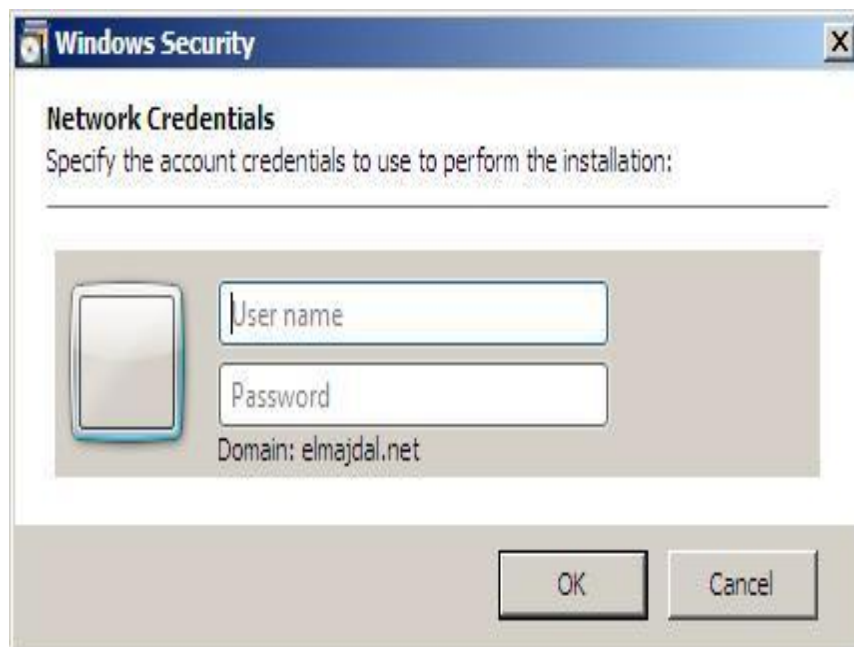 Windows Security
Network Credentials
Specify the account credentials to use to perform the installation:
User name
Password
Domain: elmajdal.net
OK
Cancel